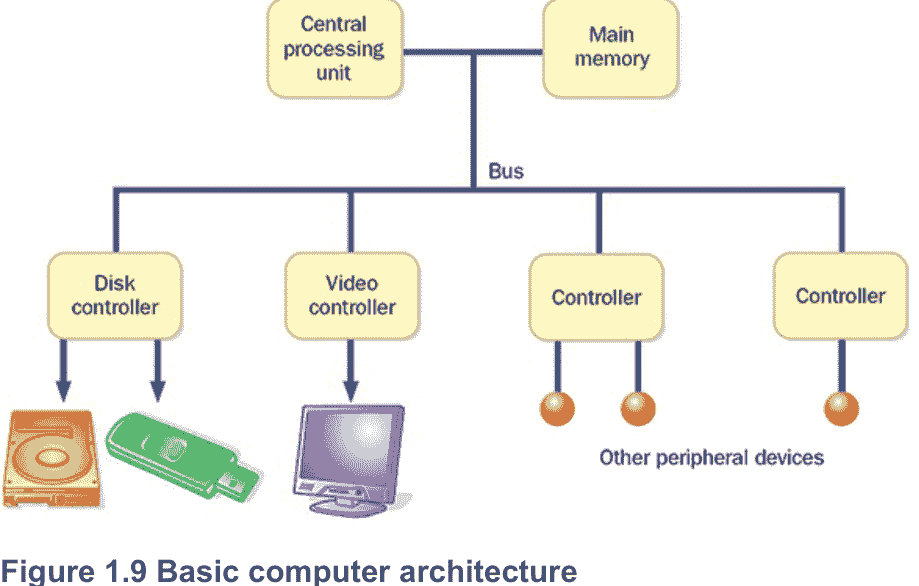 Central
processing
unit
Main
memory
Bus
Disk
controller
Video
controller
Controller
Controller
Other peripheral devices
Figure 1.9 Basic computer architecture